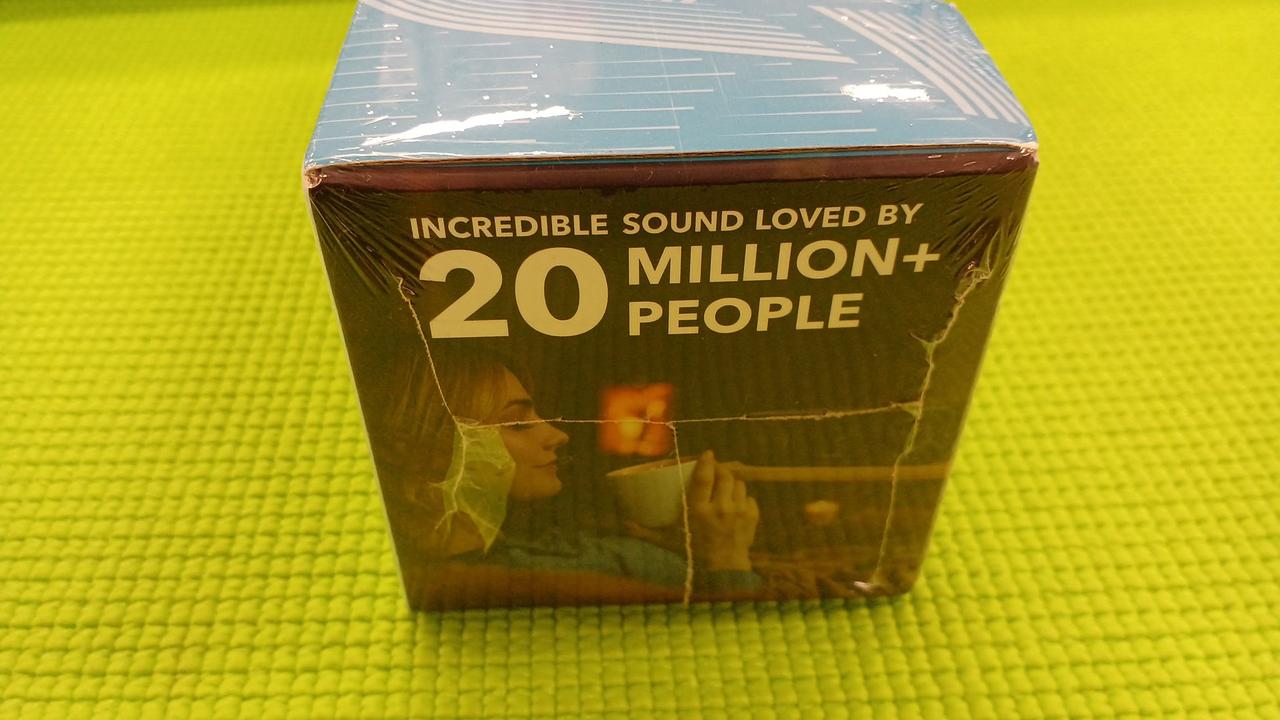 INCREDIBLE SOUND LOVED BY
20 MILLION+
PEOPLE